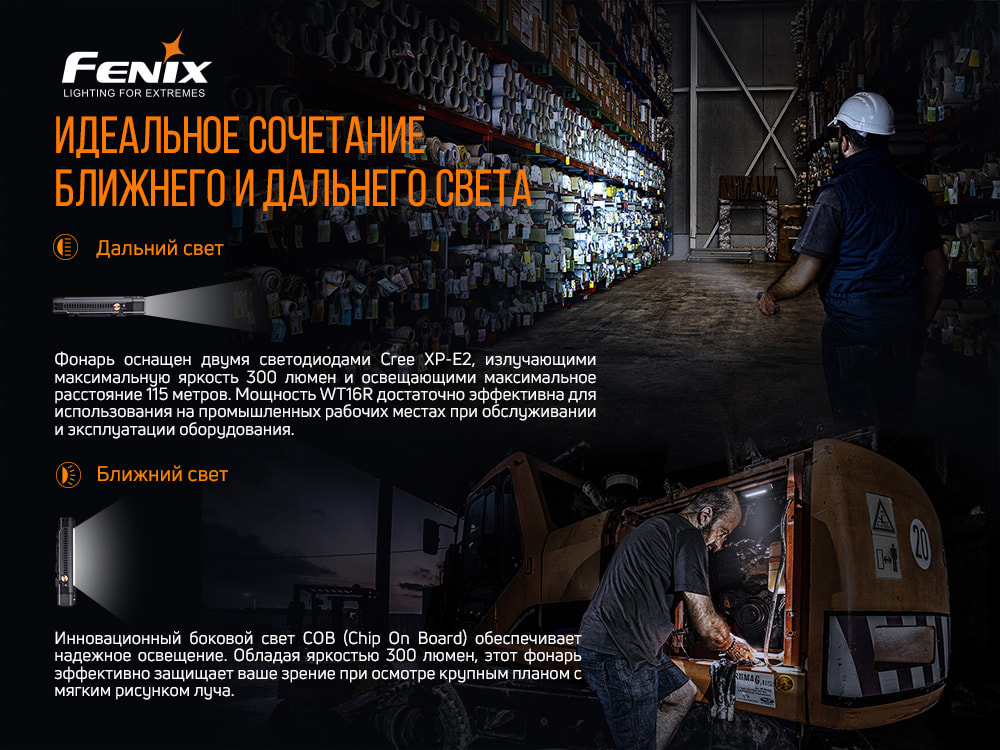 FENIX
LIGHTING FOR EXTREMES
ИДЕАЛЬНОЕ СОЧЕТАНИЕ
БЛИЖНЕГО И ДАЛЬНЕГО СВЕТА
Дальний свет
Фонарь оснащен двумя светодиодами Cree XP-E2, излучающими
максимальную яркость 300 люмен и освещающими максимальное
расстояние 115 метров. Мощность WT16R достаточно эффективна для
использования на промышленных рабочих местах при обслуживании
и эксплуатации оборудования.
Ближний свет
20
Инновационный боковой свет COB (Chip On Board) обеспечивает
надежное освещение. Обладая яркостью 300 люмен, этот фонарь
эффективно защищает ваше зрение при осмотре крупным планом с
мягким рисунком луча.